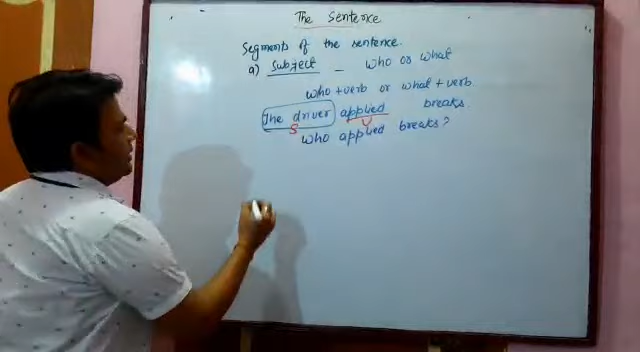 The Sentence
Segments of the sentence.
a) Subject - who or what
who + verb or what + verb
The driver applied breaks.
S V
who applied breaks?